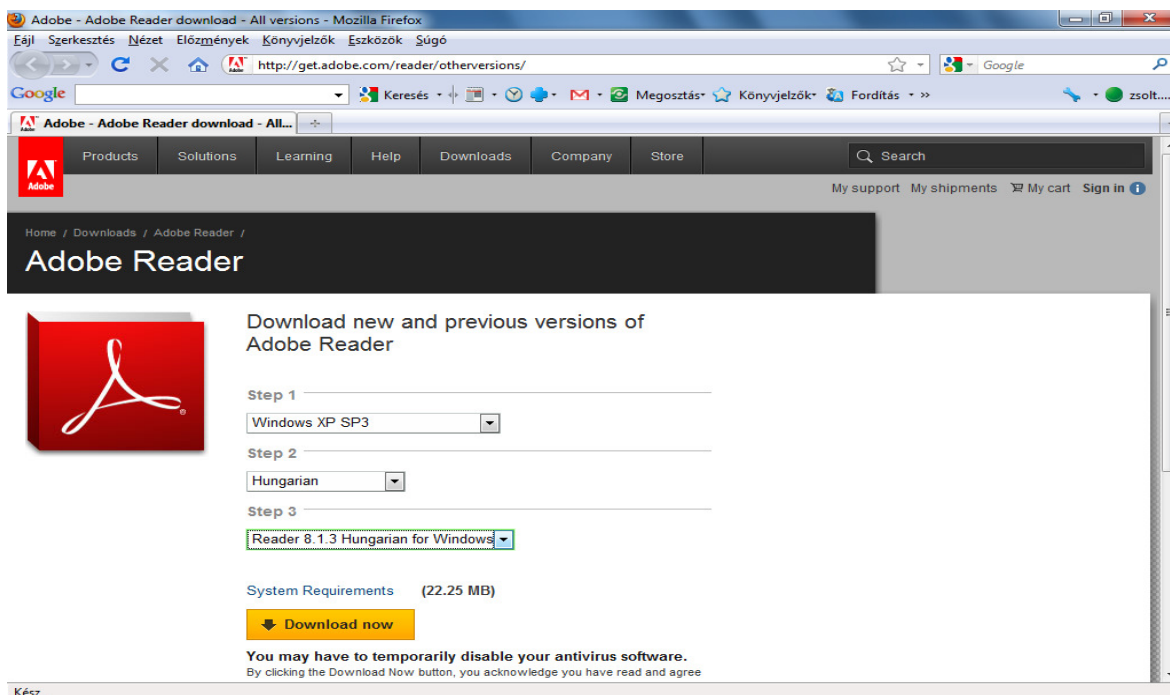 Adobe - Adobe Reader download - All versions - Mozilla Firefox
Fájl Szerkesztés Nézet Előzmények Könyvjelzők Eszközök Súgó
http://get.adobe.com/reader/otherversions/ Google
Google Keresés Megosztás Könyvjelzők Fordítás » zsolt....
Adobe - Adobe Reader download - All...
Adobe
Products Solutions Learning Help Downloads Company Store Search
My support My shipments My cart Sign in
Home / Downloads / Adobe Reader /
Adobe Reader
Download new and previous versions of
Adobe Reader
Step 1
Windows XP SP3
Step 2
Hungarian
Step 3
Reader 8.1.3 Hungarian for Windows
System Requirements (22.25 MB)
Download now
You may have to temporarily disable your antivirus software.
By clicking the Download Now button, you acknowledge you have read and agree
Kész